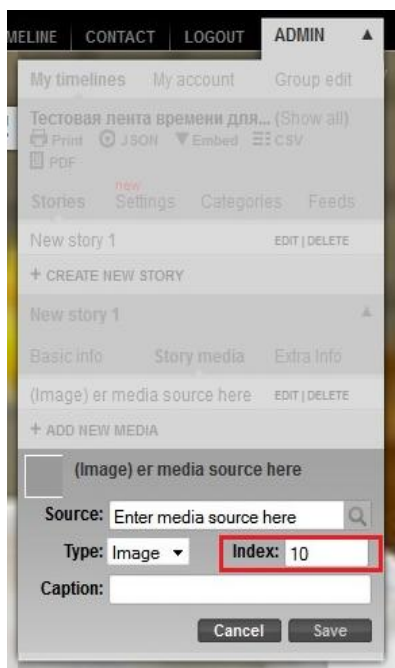 MELINE CONTACT LOGOUT ADMIN ▲
My timelines My account Group edit
Тестовая лента времени для... (Show all)
Print JSON Embed CSV
PDF
new
Stories Settings Categories Feeds
New story 1 EDIT | DELETE
+ CREATE NEW STORY
New story 1
Basic info Story media Extra Info
(Image) er media source here EDIT | DELETE
+ ADD NEW MEDIA
(Image) er media source here
Source: Enter media source here
Type: Image Index: 10
Caption:
Cancel Save